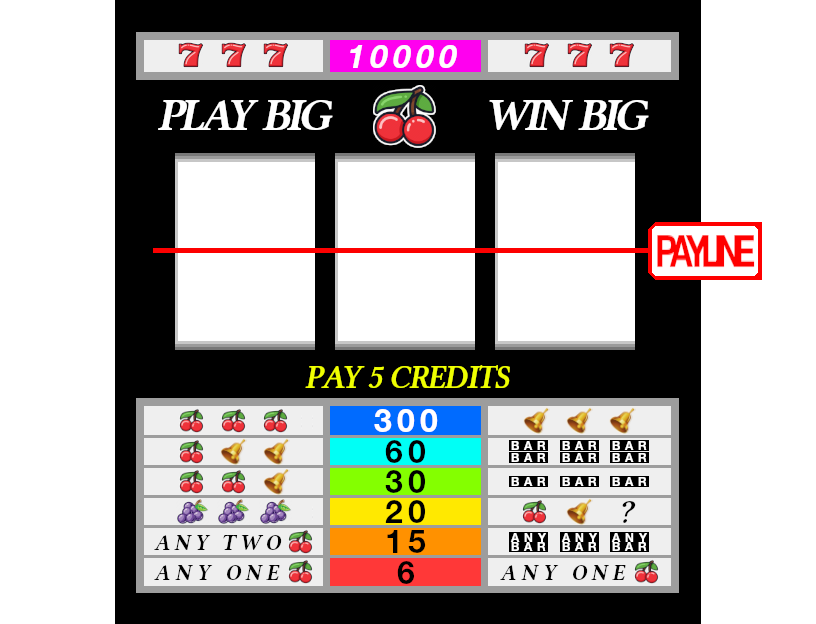 7 7 7 10000 7 7 7
PLAY BIG WIN BIG
PAYLINE
PAY 5 CREDITS
300
60 BAR BAR BAR
BAR BAR BAR
30 BAR BAR BAR
20 ?
ANY TWO 15 ANY ANY ANY
BAR BAR BAR
ANY ONE 6 ANY ONE